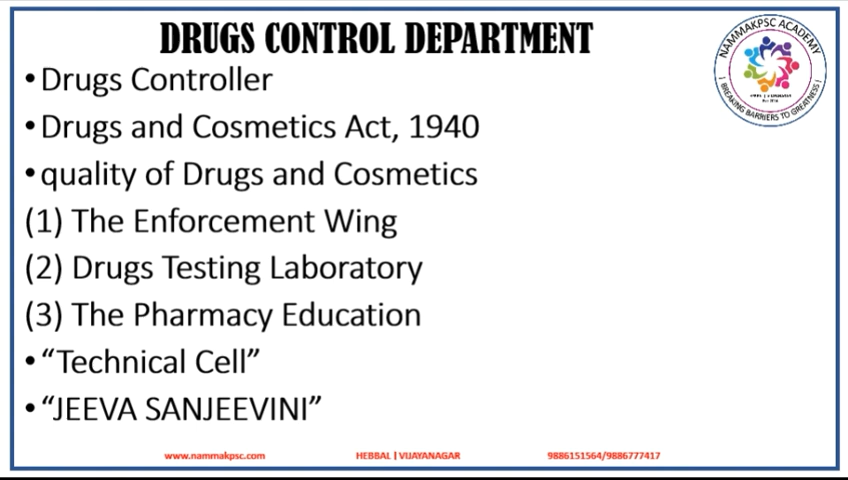 DRUGS CONTROL DEPARTMENT
• Drugs Controller
• Drugs and Cosmetics Act, 1940
• quality of Drugs and Cosmetics
(1) The Enforcement Wing
(2) Drugs Testing Laboratory
(3) The Pharmacy Education
• “Technical Cell”
• “JEEVA SANJEEVINI”
NAMMAKPSC ACADEMY
| BREAKING BARRIERS TO GREATNESS |
www.nammakpsc.com HEBBAL | VIJAYANAGAR 9886151564/9886777417